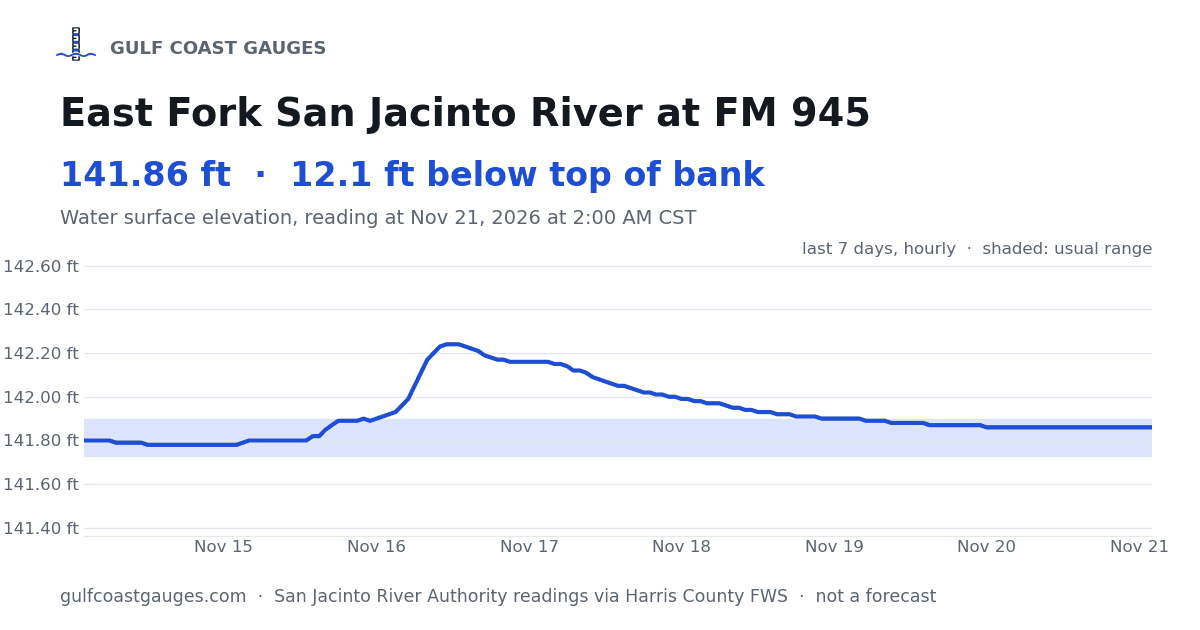 GULF COAST GAUGES
East Fork San Jacinto River at FM 945
141.86 ft · 12.1 ft below top of bank
Water surface elevation, reading at Nov 21, 2026 at 2:00 AM CST
last 7 days, hourly · shaded: usual range
142.60 ft
142.40 ft
142.20 ft
142.00 ft
141.80 ft
141.60 ft
141.40 ft
Nov 15 Nov 16 Nov 17 Nov 18 Nov 19 Nov 20 Nov 21
gulfcoastgauges.com · San Jacinto River Authority readings via Harris County FWS · not a forecast